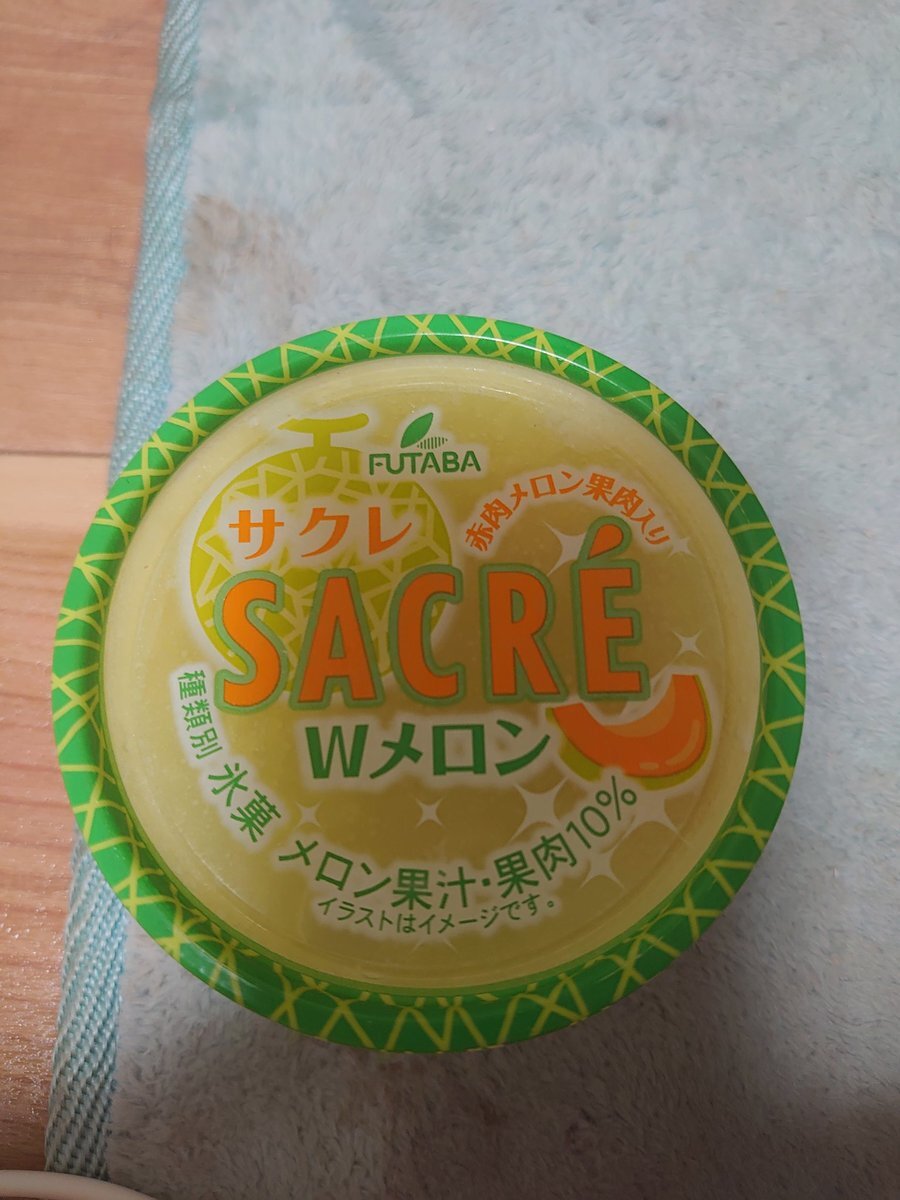 FUTABA
サクレ
赤肉メロン果肉入り
SACRÉ
Wメロン
種類別 氷菓
メロン果汁・果肉10%
イラストはイメージです。